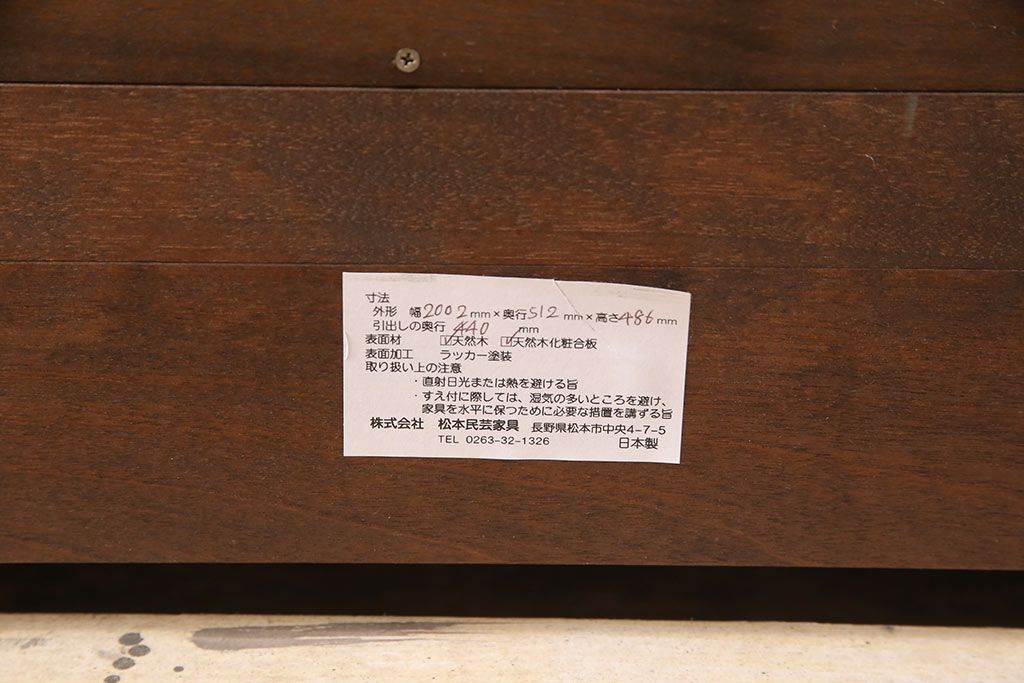 寸法
外形 幅2002mm×奥行512mm×高さ486mm
引出しの奥行 440 mm
表面材 ☑天然木 ☑天然木化粧合板
表面加工 ラッカー塗装
取り扱い上の注意
・直射日光または熱を避ける旨
・すえ付に際しては、湿気の多いところを避け、
家具を水平に保つために必要な措置を講ずる旨
株式会社 松本民芸家具 長野県松本市中央4-7-5
TEL 0263-32-1326 日本製